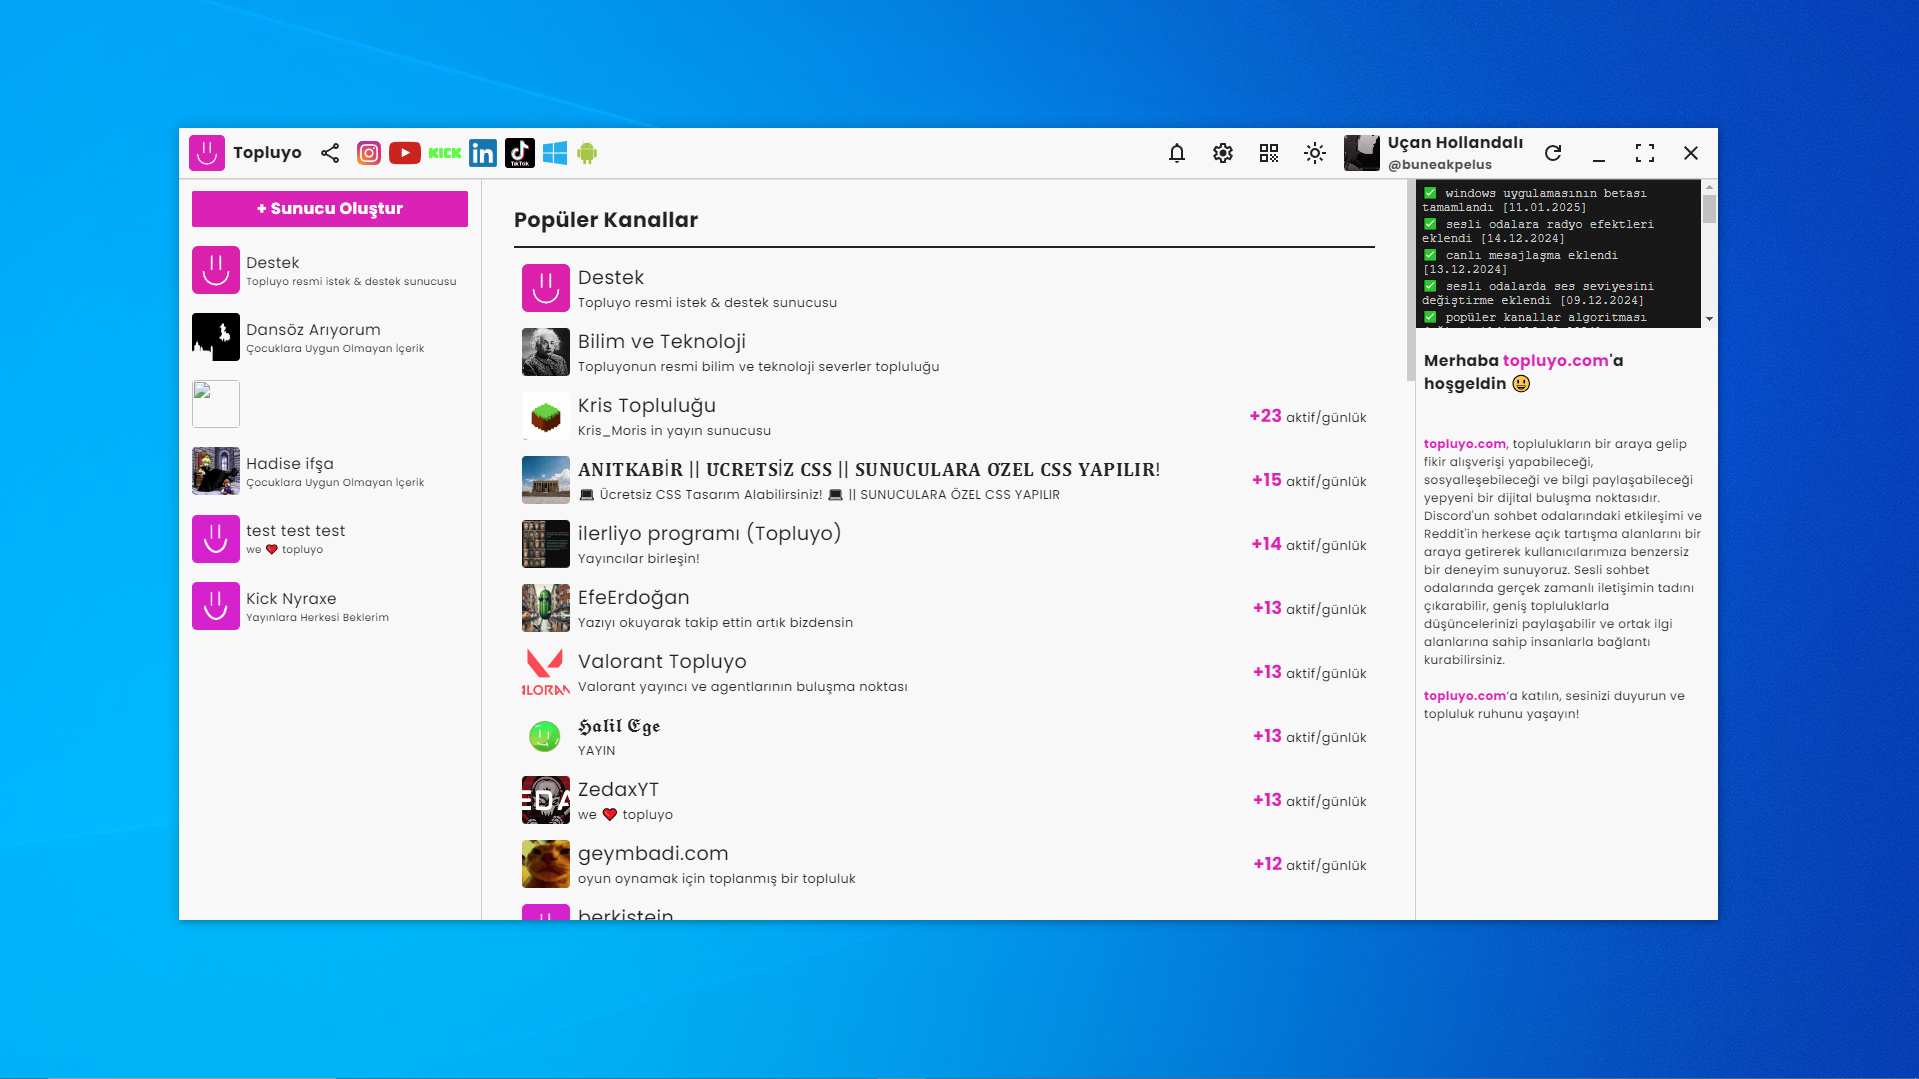 Topluyo
KICK
TikTok
Uçan Hollandalı
@buneakpelus
+ Sunucu Oluştur
Destek
Topluyo resmi istek & destek sunucusu
Dansöz Arıyorum
Çocuklara Uygun Olmayan İçerik
Hadise ifşa
Çocuklara Uygun Olmayan İçerik
test test test
we ❤️ topluyo
Kick Nyraxe
Yayınlara Herkesi Beklerim
Popüler Kanallar
Destek
Topluyo resmi istek & destek sunucusu
Bilim ve Teknoloji
Topluyonun resmi bilim ve teknoloji severler topluluğu
Kris Topluluğu
Kris_Moris in yayın sunucusu
+23 aktif/günlük
ANITKABİR || ÜCRETSİZ CSS || SUNUCULARA ÖZEL CSS YAPILIR!
💻 Ücretsiz CSS Tasarım Alabilirsiniz! 💻 || SUNUCULARA ÖZEL CSS YAPILIR
+15 aktif/günlük
ilerliyo programı (Topluyo)
Yayıncılar birleşin!
+14 aktif/günlük
EfeErdoğan
Yazıyı okuyarak takip ettin artık bizdensin
+13 aktif/günlük
Valorant Topluyo
Valorant yayıncı ve agentlarının buluşma noktası
+13 aktif/günlük
𝕳𝖆𝖑𝖎𝖑 𝕰𝖌𝖊
YAYIN
+13 aktif/günlük
ZedaxYT
we ❤️ topluyo
+13 aktif/günlük
geymbadi.com
oyun oynamak için toplanmış bir topluluk
+12 aktif/günlük
berkistein
✅ windows uygulamasının betası
tamamlandı [11.01.2025]
✅ sesli odalara radyo efektleri
eklendi [14.12.2024]
✅ canlı mesajlaşma eklendi
[13.12.2024]
✅ sesli odalarda ses seviyesini
değiştirme eklendi [09.12.2024]
✅ popüler kanallar algoritması
Merhaba topluyo.com'a
hoşgeldin 😃
topluyo.com, toplulukların bir araya gelip
fikir alışverişi yapabileceği,
sosyalleşebileceği ve bilgi paylaşabileceği
yepyeni bir dijital buluşma noktasıdır.
Discord'un sohbet odalarındaki etkileşimi ve
Reddit'in herkese açık tartışma alanlarını bir
araya getirerek kullanıcılarımıza benzersiz
bir deneyim sunuyoruz. Sesli sohbet
odalarında gerçek zamanlı iletişimin tadını
çıkarabilir, geniş topluluklarla
düşüncelerinizi paylaşabilir ve ortak ilgi
alanlarına sahip insanlarla bağlantı
kurabilirsiniz.
topluyo.com'a katılın, sesinizi duyurun ve
topluluk ruhunu yaşayın!